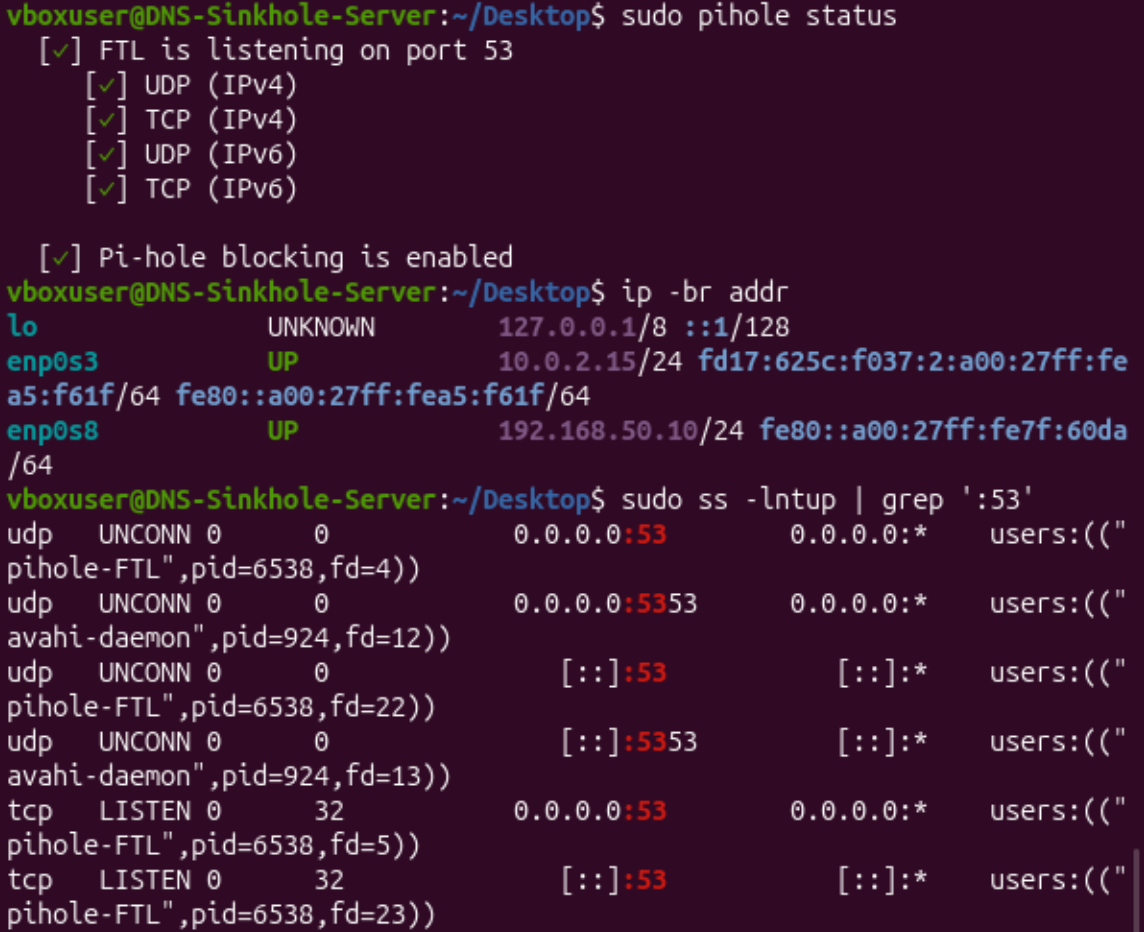 vboxuser@DNS-Sinkhole-Server:~/Desktop$ sudo pihole status
  [✓] FTL is listening on port 53
     [✓] UDP (IPv4)
     [✓] TCP (IPv4)
     [✓] UDP (IPv6)
     [✓] TCP (IPv6)

  [✓] Pi-hole blocking is enabled
vboxuser@DNS-Sinkhole-Server:~/Desktop$ ip -br addr
lo               UNKNOWN        127.0.0.1/8 ::1/128
enp0s3           UP             10.0.2.15/24 fd17:625c:f037:2:a00:27ff:fe
a5:f61f/64 fe80::a00:27ff:fea5:f61f/64
enp0s8           UP             192.168.50.10/24 fe80::a00:27ff:fe7f:60da
/64
vboxuser@DNS-Sinkhole-Server:~/Desktop$ sudo ss -lntup | grep ':53'
udp   UNCONN 0      0            0.0.0.0:53        0.0.0.0:*    users:(("
pihole-FTL",pid=6538,fd=4))
udp   UNCONN 0      0            0.0.0.0:5353      0.0.0.0:*    users:(("
avahi-daemon",pid=924,fd=12))
udp   UNCONN 0      0               [::]:53           [::]:*    users:(("
pihole-FTL",pid=6538,fd=22))
udp   UNCONN 0      0               [::]:5353         [::]:*    users:(("
avahi-daemon",pid=924,fd=13))
tcp   LISTEN 0      32           0.0.0.0:53        0.0.0.0:*    users:(("
pihole-FTL",pid=6538,fd=5))
tcp   LISTEN 0      32              [::]:53           [::]:*    users:(("
pihole-FTL",pid=6538,fd=23))